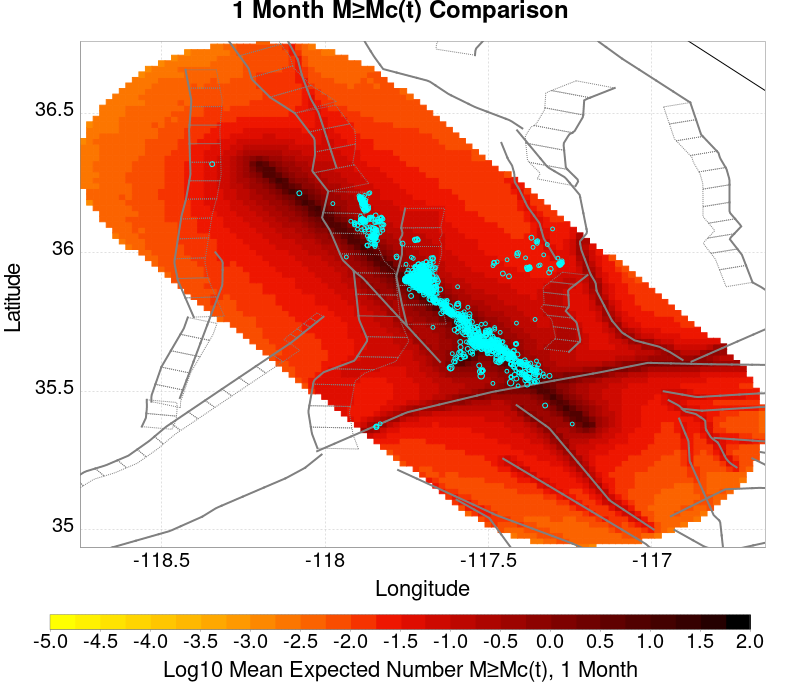 1 Month M≥Mc(t) Comparison
36.5
36
35.5
35
Latitude
-118.5 -118 -117.5 -117
Longitude
-5.0 -4.5 -4.0 -3.5 -3.0 -2.5 -2.0 -1.5 -1.0 -0.5 0.0 0.5 1.0 1.5 2.0
Log10 Mean Expected Number M≥Mc(t), 1 Month